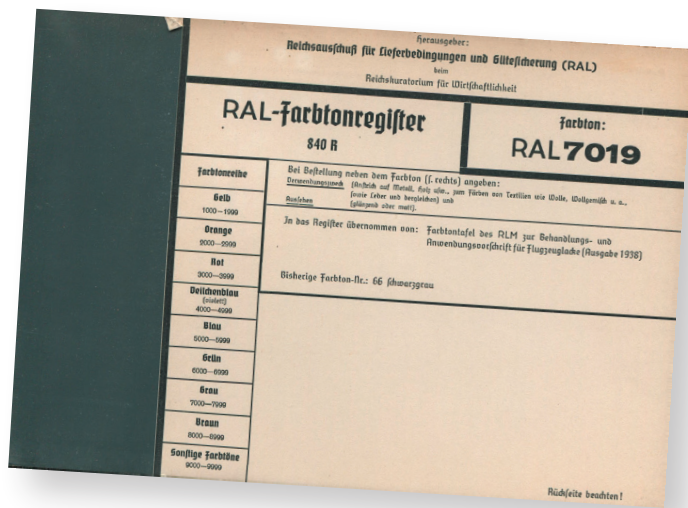 Herausgeber:
Reichsausschuß für Lieferbedingungen und Gütesicherung (RAL)
beim
Reichskuratorium für Wirtschaftlichkeit
RAL-Farbtonregister
840 R
Farbton:
RAL 7019
Farbtonreihe
Gelb
1000—1999
Orange
2000—2999
Rot
3000—3999
Veilchenblau
(violett)
4000—4999
Blau
5000—5999
Grün
6000—6999
Grau
7000—7999
Braun
8000—8999
Sonstige Farbtöne
9000—9999
Bei Bestellung neben dem Farbton (s. rechts) angeben:
Verwendungszweck (Anstrich auf Metall, Holz usw., zum Färben von Textilien wie Wolle, Wollgemisch u. a.,
sowie Leder und dergleichen) und
Aussehen (glänzend oder matt).
In das Register übernommen von: Farbtontafel des RLM zur Behandlungs- und
Anwendungsvorschrift für Flugzeuglacke (Ausgabe 1938)
Bisherige Farbton-Nr.: 66 schwarzgrau
Rückseite beachten!